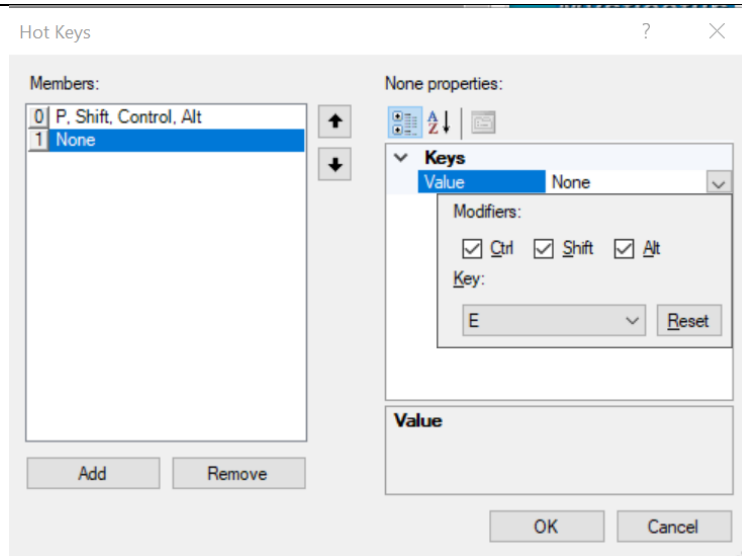 Hot Keys
?
Members:
0 P, Shift, Control, Alt
1 None
Add
Remove
None properties:
A
Z
Keys
Value None
Modifiers:
Ctrl Shift Alt
Key:
E
Reset
Value
OK
Cancel